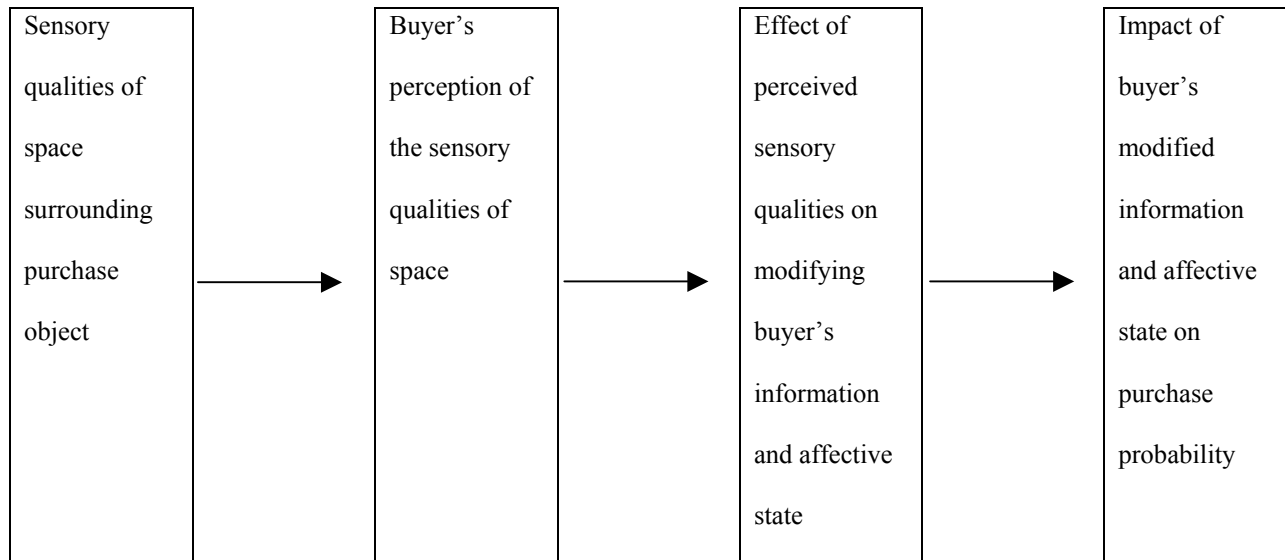 Sensory
qualities of
space
surrounding
purchase
object
Buyer’s
perception of
the sensory
qualities of
space
Effect of
perceived
sensory
qualities on
modifying
buyer’s
information
and affective
state
Impact of
buyer’s
modified
information
and affective
state on
purchase
probability